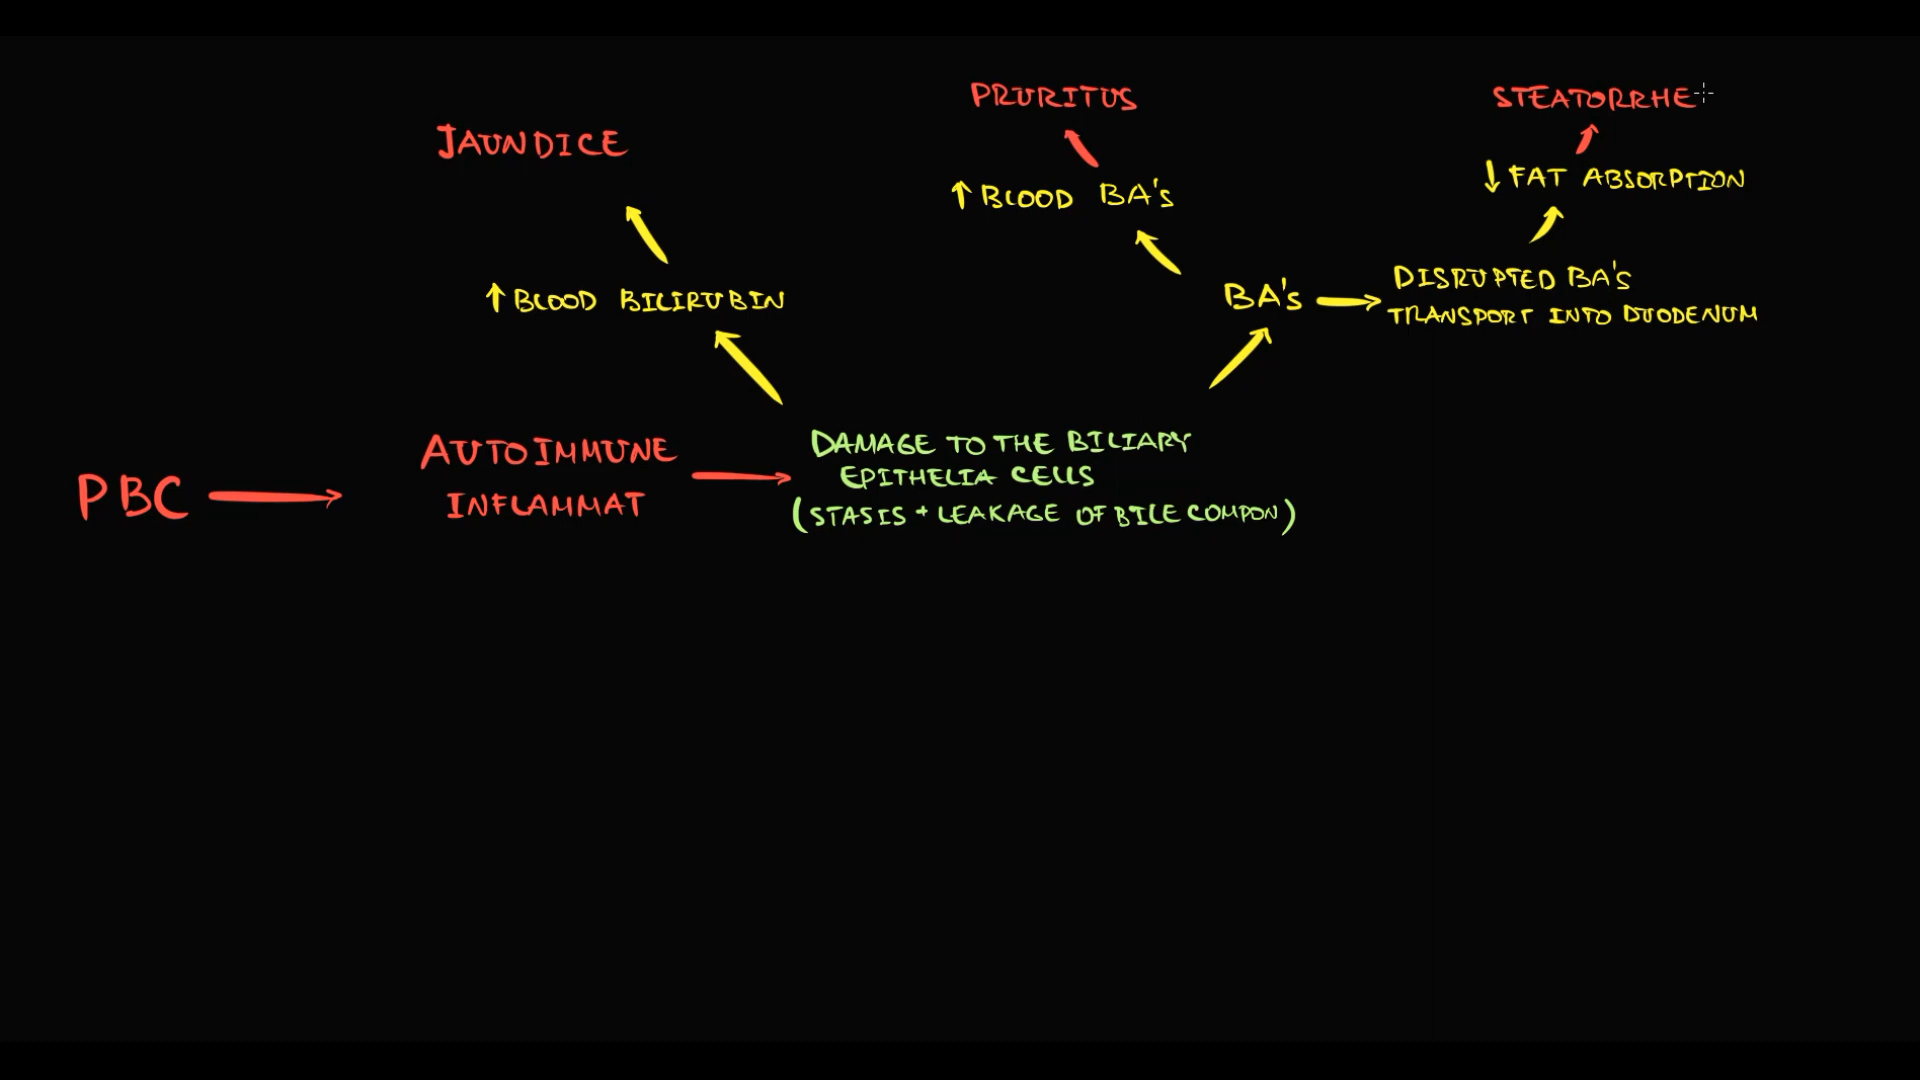 JAUNDICE
PRURITUS
STEATORRHE
↑ BLOOD BA'S
↓ FAT ABSORPTION
↑ BLOOD BILIRUBIN
BA'S
DISRUPTED BA'S
TRANSPORT INTO DUODENUM
PBC
AUTOIMMUNE
INFLAMMAT
DAMAGE TO THE BILIARY
EPITHELIA CELLS
(STASIS + LEAKAGE OF BILE COMPON)